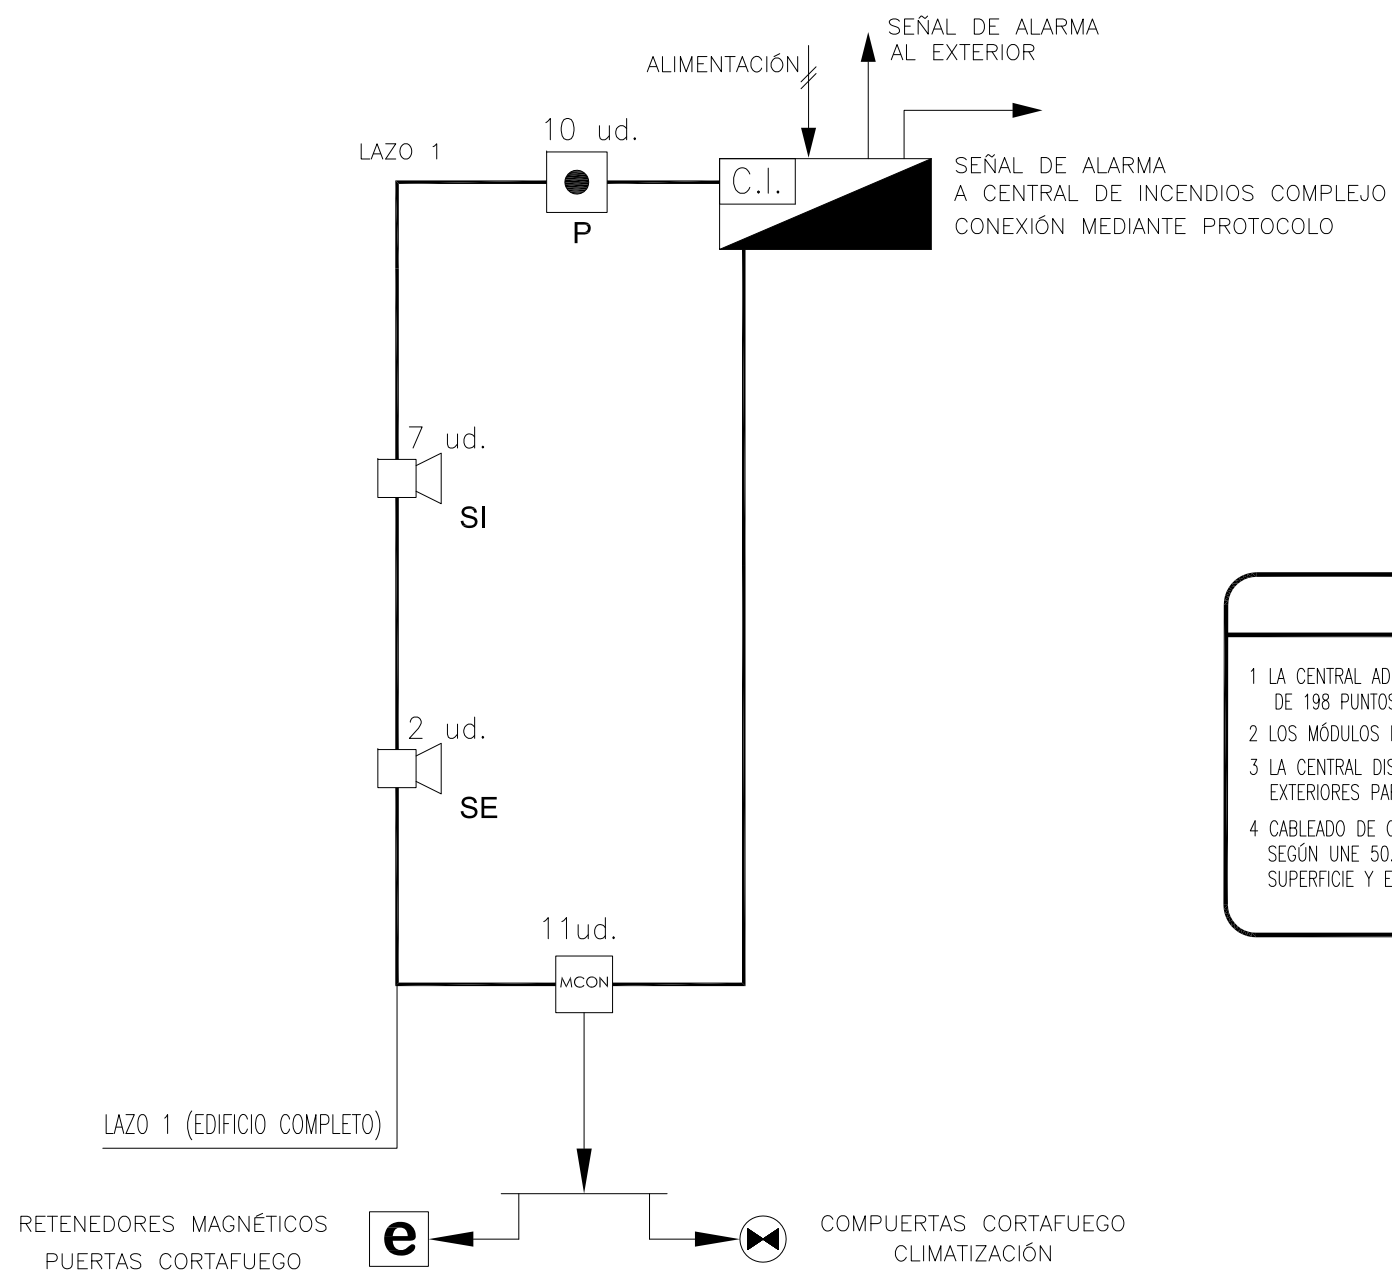 SEÑAL DE ALARMA
AL EXTERIOR
ALIMENTACIÓN
10 ud.
LAZO 1
C.I.
P
SEÑAL DE ALARMA
A CENTRAL DE INCENDIOS COMPLEJO
CONEXIÓN MEDIANTE PROTOCOLO
7 ud.
SI
2 ud.
SE
1 LA CENTRAL AD
DE 198 PUNTOS
2 LOS MÓDULOS
3 LA CENTRAL DIS
EXTERIORES PAR
4 CABLEADO DE
SEGÚN UNE 50.
SUPERFICIE Y E
11ud.
MCON
LAZO 1 (EDIFICIO COMPLETO)
RETENEDORES MAGNÉTICOS
PUERTAS CORTAFUEGO
e
COMPUERTAS CORTAFUEGO
CLIMATIZACIÓN